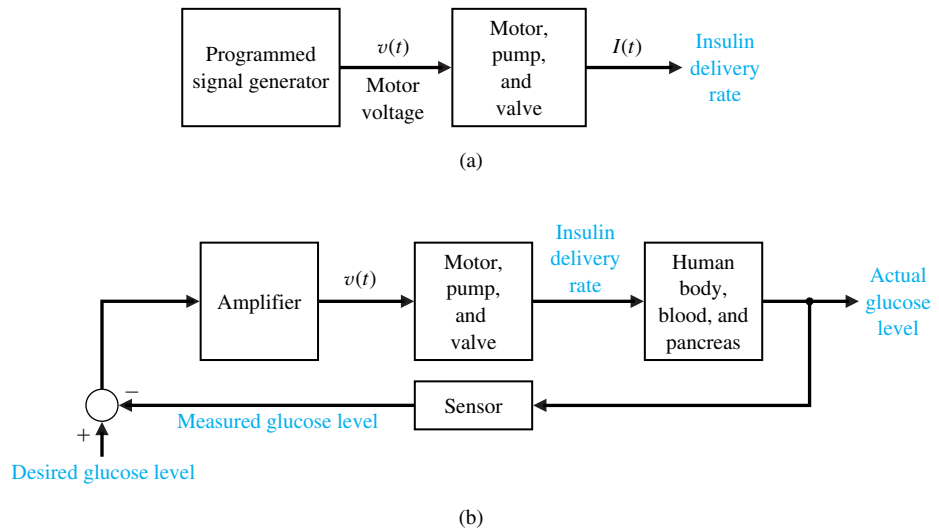 Programmed
signal generator
v(t)
Motor
voltage
Motor,
pump,
and
valve
I(t)
Insulin
delivery
rate
(a)
Amplifier
v(t)
Motor,
pump,
and
valve
Insulin
delivery
rate
Human
body,
blood, and
pancreas
Actual
glucose
level
−
Measured glucose level
Sensor
+
Desired glucose level
(b)